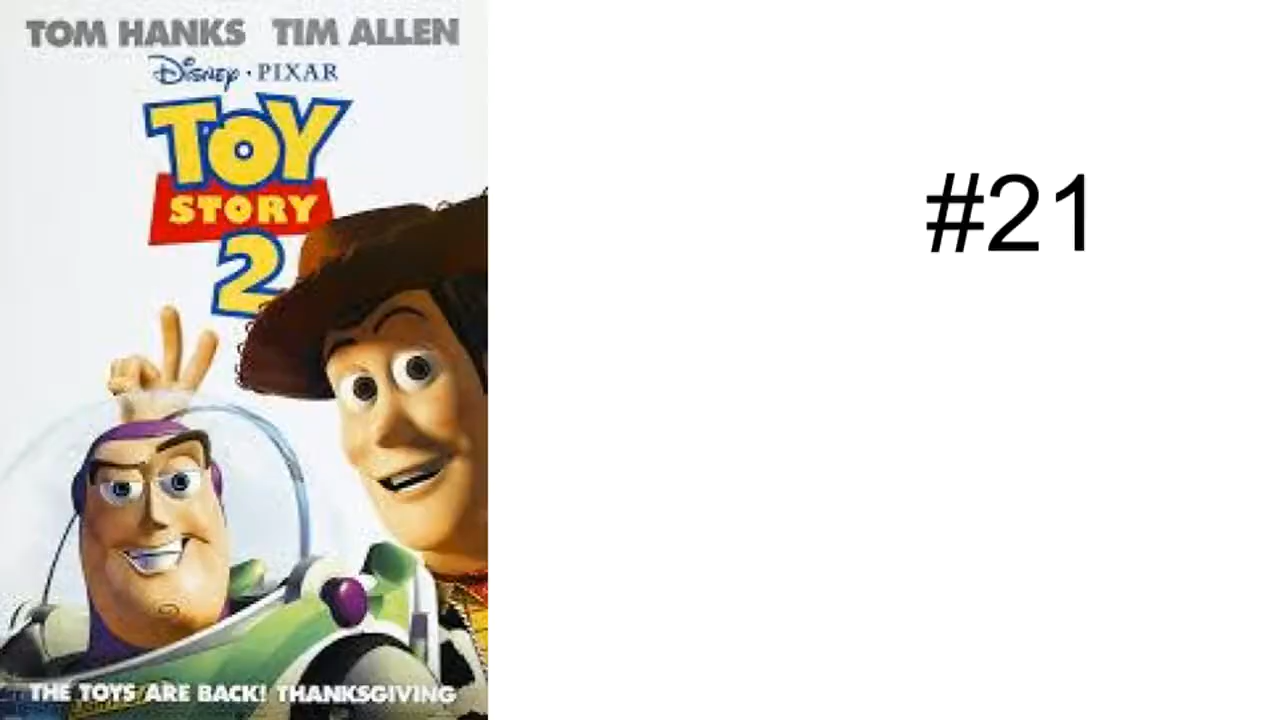 TOM HANKS TIM ALLEN
Disney · PIXAR
TOY
STORY
2
THE TOYS ARE BACK! THANKSGIVING
#21